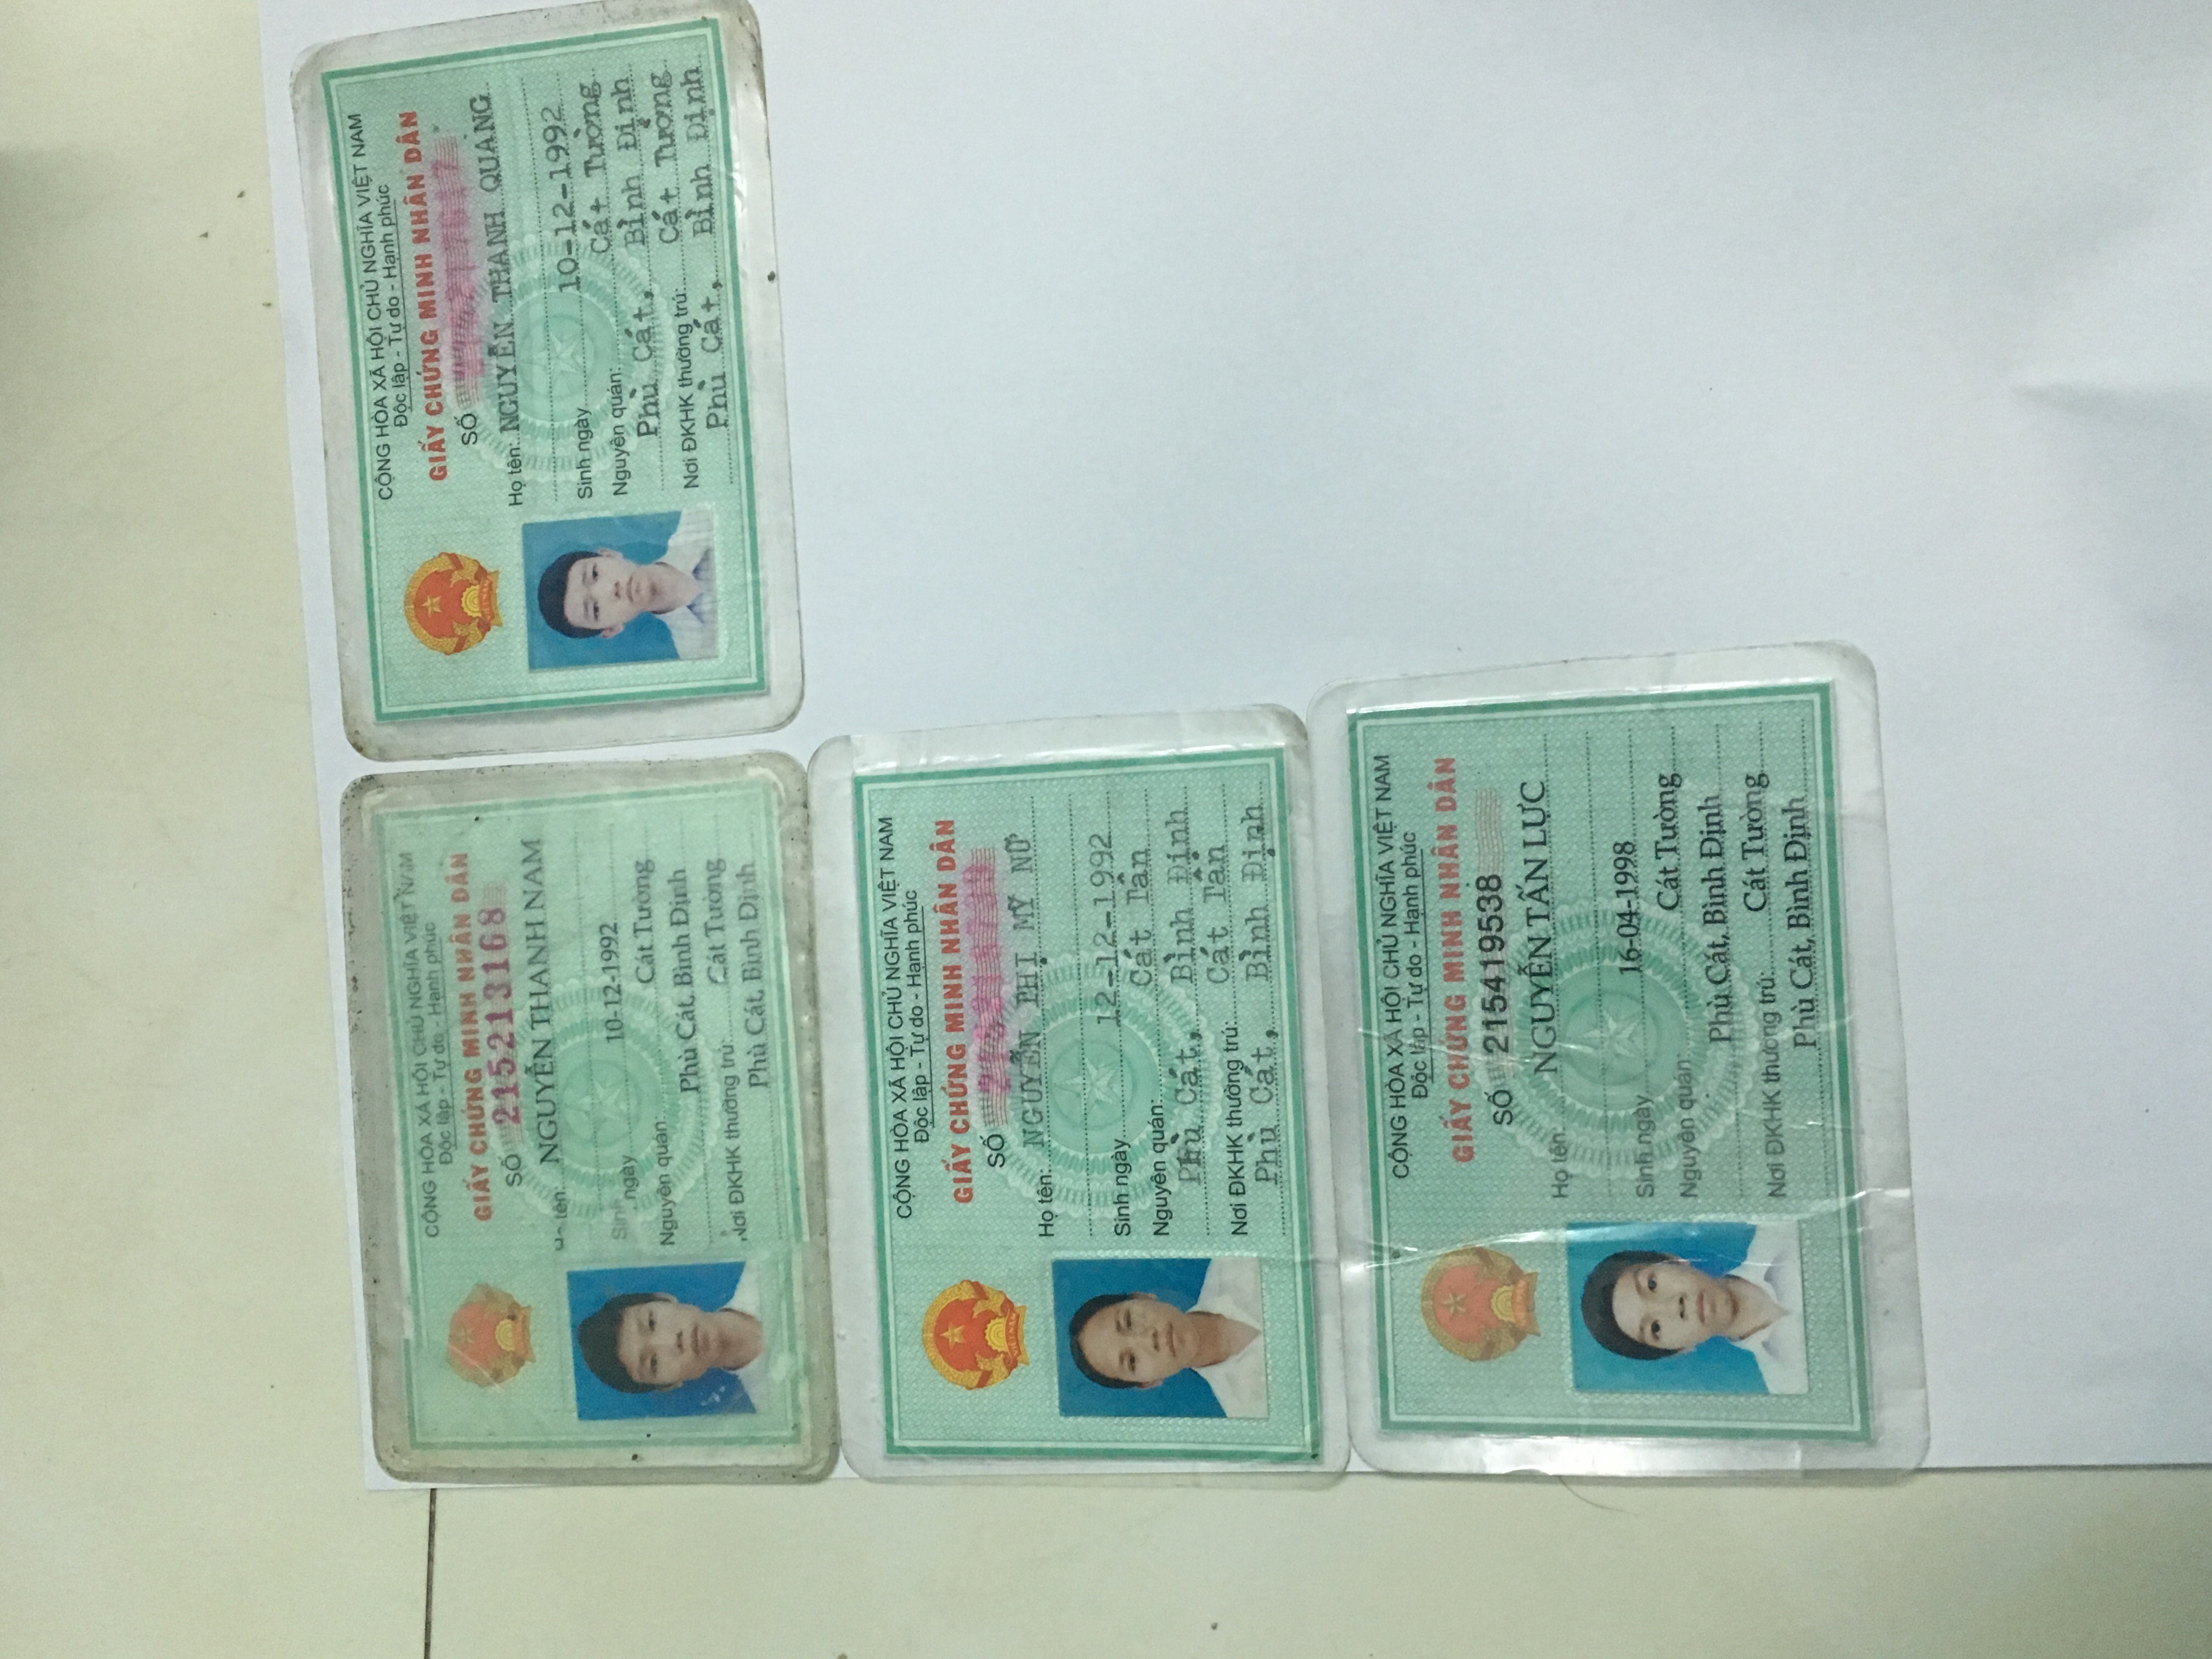 CỘNG HÒA XÃ HỘI CHỦ NGHĨA VIỆT NAM
Độc lập - Tự do - Hạnh phúc
GIẤY CHỨNG MINH NHÂN DÂN
SỐ 215213168
tên: NGUYỄN THANH NAM
Sinh ngày 10-12-1992
Nguyên quán: Cát Tường
Phù Cát, Bình Định
Nơi ĐKHK thường trú: Cát Tường
Phù Cát, Bình Định
CỘNG HÒA XÃ HỘI CHỦ NGHĨA VIỆT NAM
Độc lập - Tự do - Hạnh phúc
GIẤY CHỨNG MINH NHÂN DÂN
SỐ
Họ tên: NGUYỄN THANH QUANG
Sinh ngày 10-12-1992
Nguyên quán: Cát Tường
Phù Cát, Bình Định
Nơi ĐKHK thường trú: Cát Tường
Phù Cát, Bình Định
VIỆT NAM
CỘNG HÒA XÃ HỘI CHỦ NGHĨA VIỆT NAM
Độc lập - Tự do - Hạnh phúc
GIẤY CHỨNG MINH NHÂN DÂN
SỐ
Họ tên: NGUYỄN THỊ MỸ NỮ
Sinh ngày 12-12-1992
Nguyên quán: Cát Tân
Phù Cát, Bình Định
Nơi ĐKHK thường trú: Cát Tân
Phù Cát, Bình Định
VIỆT NAM
CỘNG HÒA XÃ HỘI CHỦ NGHĨA VIỆT NAM
Độc lập - Tự do - Hạnh phúc
GIẤY CHỨNG MINH NHÂN DÂN
SỐ 215419538
Họ tên: NGUYỄN TẤN LỰC
Sinh ngày 16-04-1998
Nguyên quán: Cát Tường
Phù Cát, Bình Định
Nơi ĐKHK thường trú: Cát Tường
Phù Cát, Bình Định
VIỆT NAM